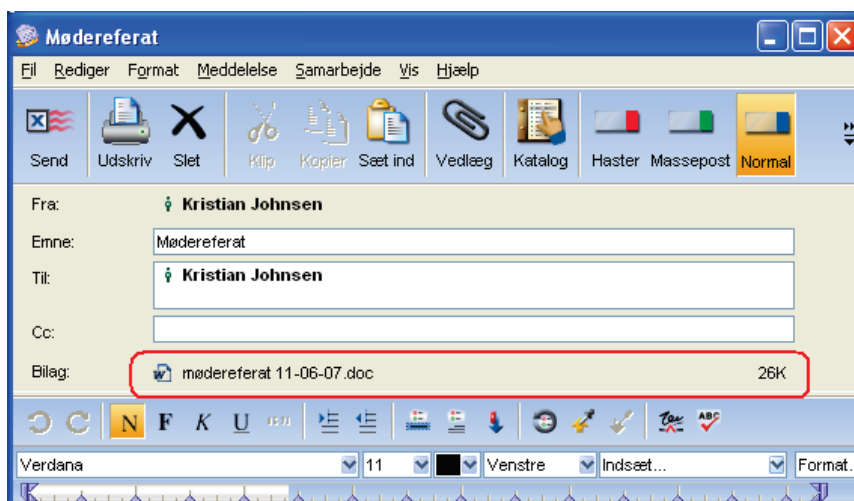 Mødereferat
Fil Rediger Format Meddelelse Samarbejde Vis Hjælp
Send Udskriv Slet Klip Kopier Sæt ind Vedlæg Katalog Haster Massepost Normal
Fra: Kristian Johnsen
Emne: Mødereferat
Til: Kristian Johnsen
Cc:
Bilag: mødereferat 11-06-07.doc 26K
N F K U ABC
Verdana 11 Venstre Indsæt... Format...